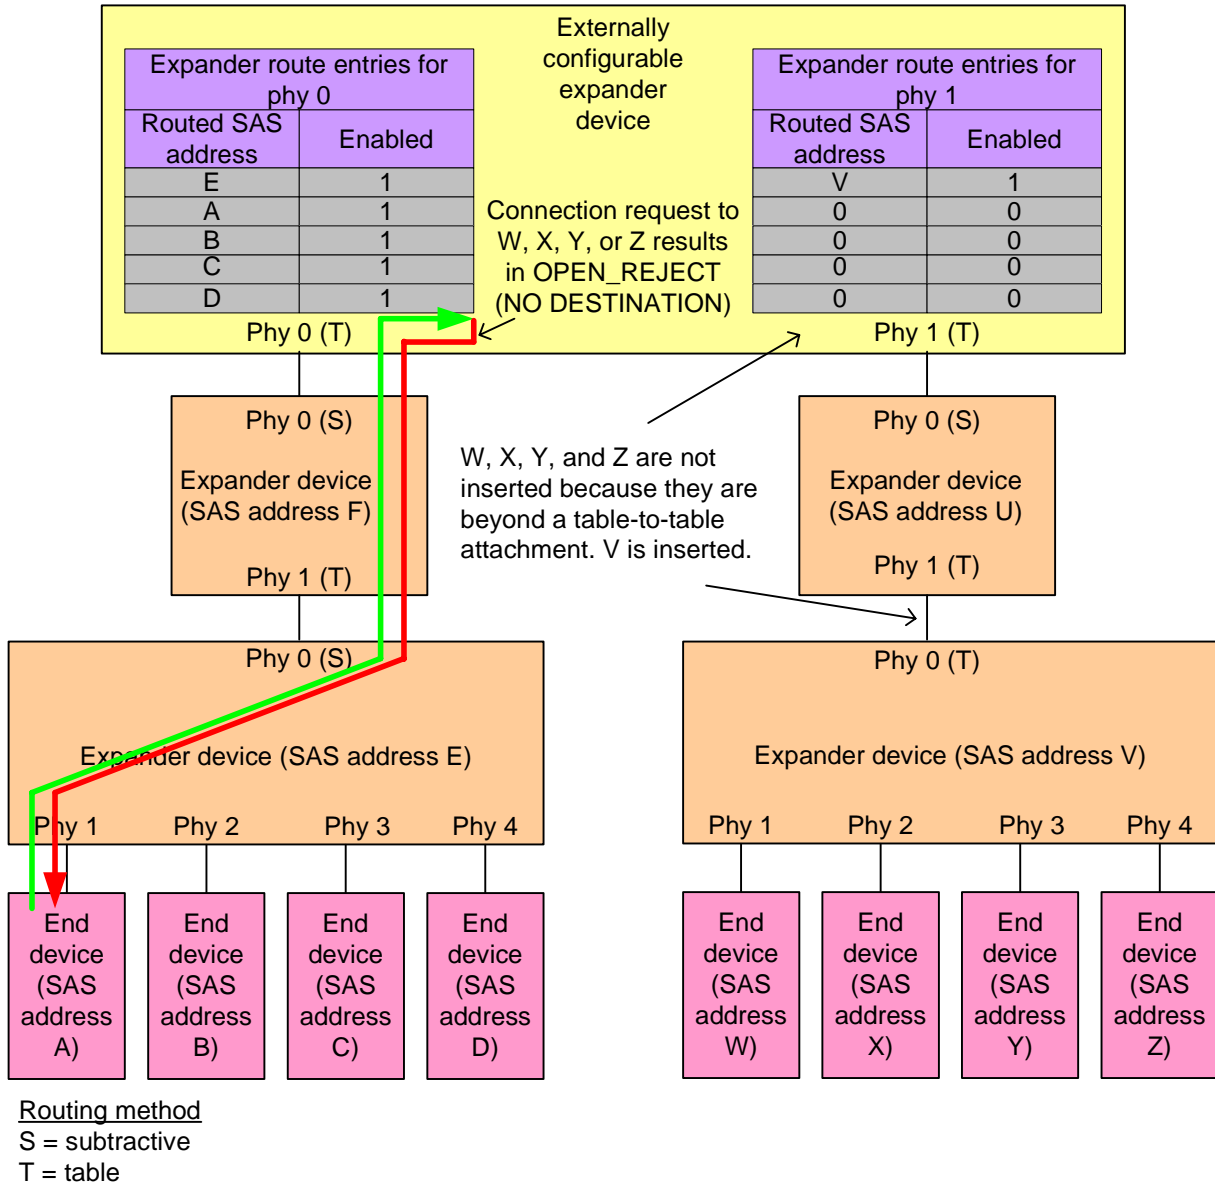 Externally
configurable
expander
device
Expander route entries for
phy 0
Routed SAS
address
Enabled
E 1
A 1
B 1
C 1
D 1
Phy 0 (T)
Connection request to
W, X, Y, or Z results
in OPEN_REJECT
(NO DESTINATION)
Expander route entries for
phy 1
Routed SAS
address
Enabled
V 1
0 0
0 0
0 0
0 0
Phy 1 (T)
Phy 0 (S)
Expander device
(SAS address F)
Phy 1 (T)
W, X, Y, and Z are not
inserted because they are
beyond a table-to-table
attachment. V is inserted.
Phy 0 (S)
Expander device
(SAS address U)
Phy 1 (T)
Phy 0 (S)
Expander device (SAS address E)
Phy 1 Phy 2 Phy 3 Phy 4
Phy 0 (T)
Expander device (SAS address V)
Phy 1 Phy 2 Phy 3 Phy 4
End
device
(SAS
address
A)
End
device
(SAS
address
B)
End
device
(SAS
address
C)
End
device
(SAS
address
D)
End
device
(SAS
address
W)
End
device
(SAS
address
X)
End
device
(SAS
address
Y)
End
device
(SAS
address
Z)
Routing method
S = subtractive
T = table